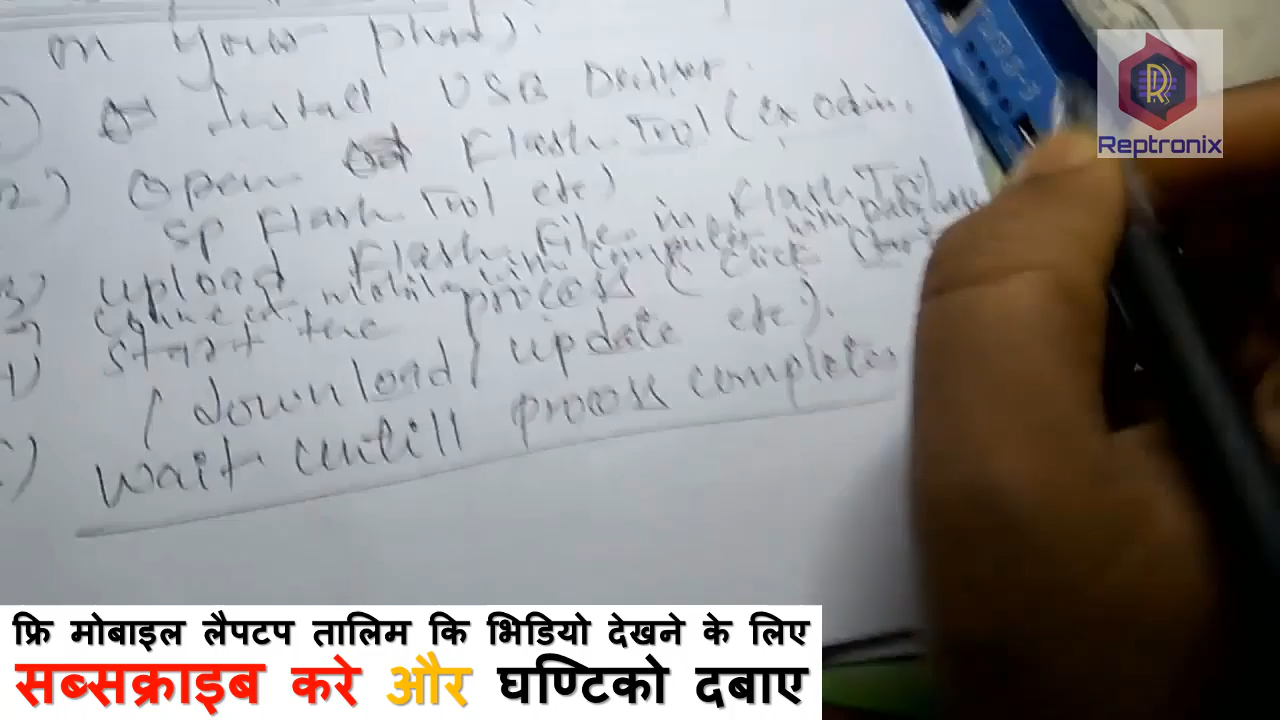 on your phone).
1) Install USB Driver.
2) Open Flash Tool (ex odin,
SP Flash Tool etc)
3) upload Flash File in Flash Tool
connect mobile with computer using Data
4) Start the process (click start
/ download / update etc).
wait untill process completes
Reptronix
फ्रि मोबाइल लैपटप तालिम कि भिडियो देखने के लिए
सब्सक्राइब करे और घण्टिको दबाए